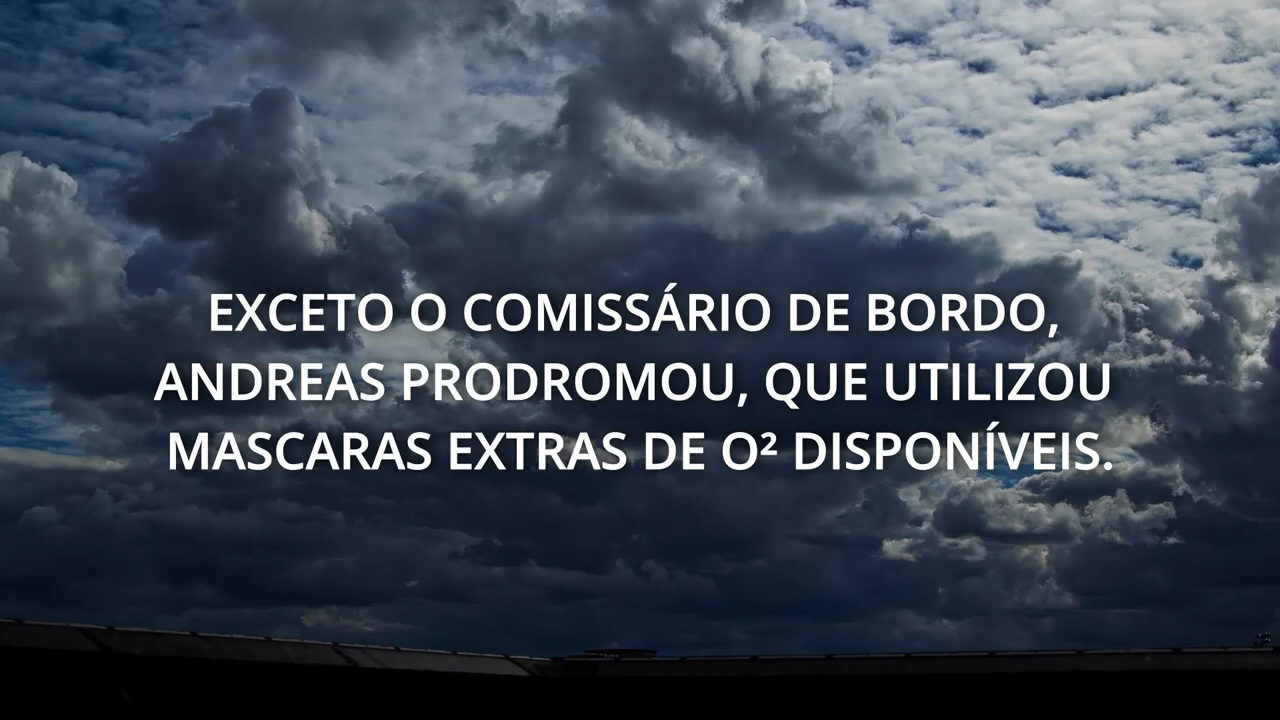 EXCETO O COMISSÁRIO DE BORDO,
ANDREAS PRODROMOU, QUE UTILIZOU
MASCARAS EXTRAS DE O² DISPONÍVEIS.